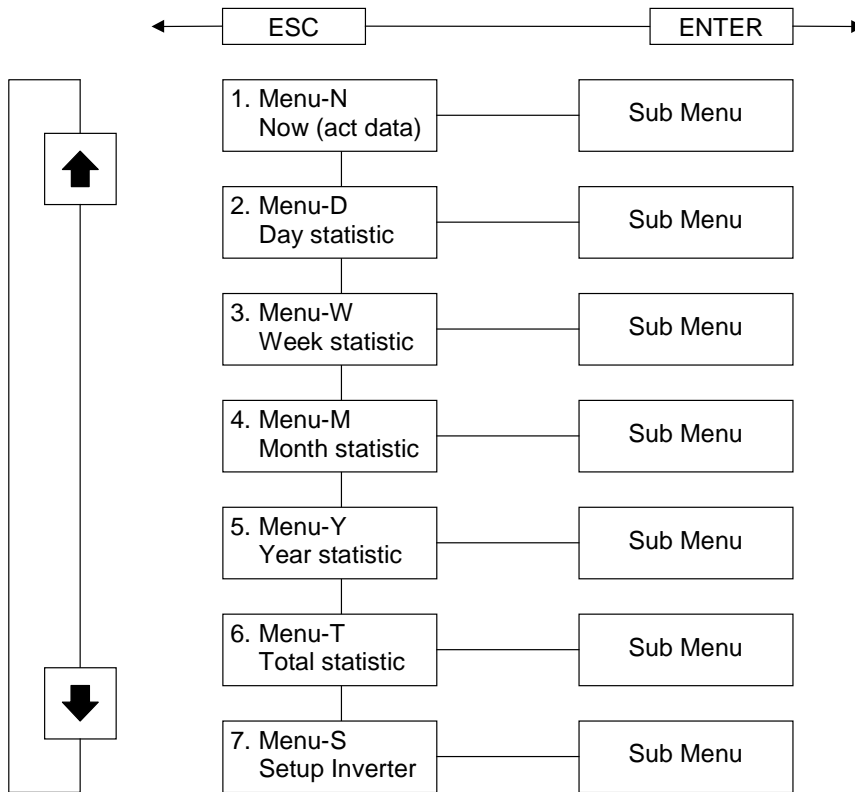 ESC
ENTER
1. Menu-N
Now (act data)
Sub Menu
2. Menu-D
Day statistic
Sub Menu
3. Menu-W
Week statistic
Sub Menu
4. Menu-M
Month statistic
Sub Menu
5. Menu-Y
Year statistic
Sub Menu
6. Menu-T
Total statistic
Sub Menu
7. Menu-S
Setup Inverter
Sub Menu